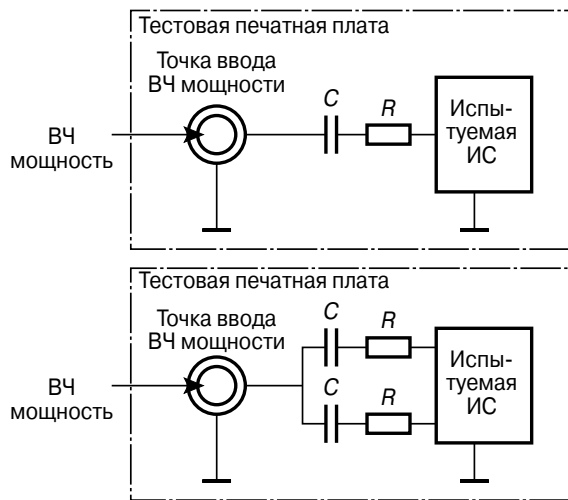 Тестовая печатная плата
Точка ввода
ВЧ мощности
C
R
Испы-
туемая
ИС
ВЧ
мощность
Тестовая печатная плата
Точка ввода
ВЧ мощности
C
R
Испы-
туемая
ИС
ВЧ
мощность
C
R